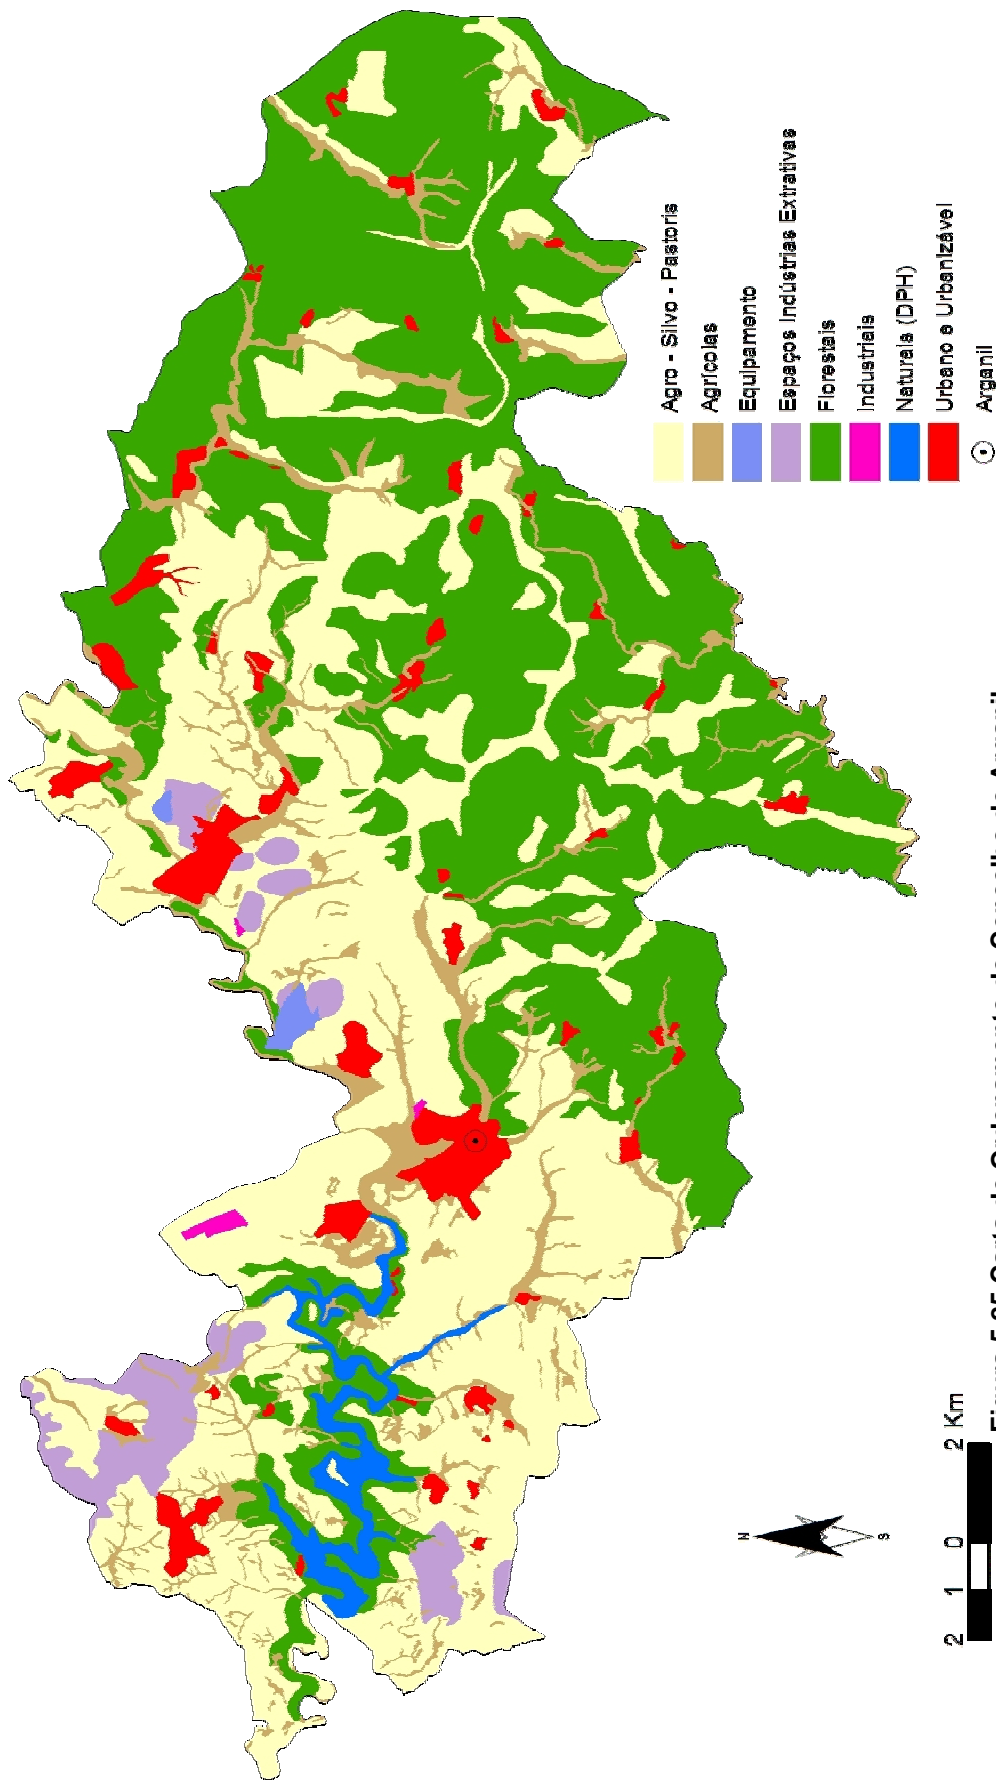 Agro - Silvo - Pastoris
Agrícolas
Equipamento
Espaços Indústrias Extrativas
Florestais
Industriais
Naturais (DPH)
Urbano e Urbanizável
Arganil
N
S
2 1 0 2 Km